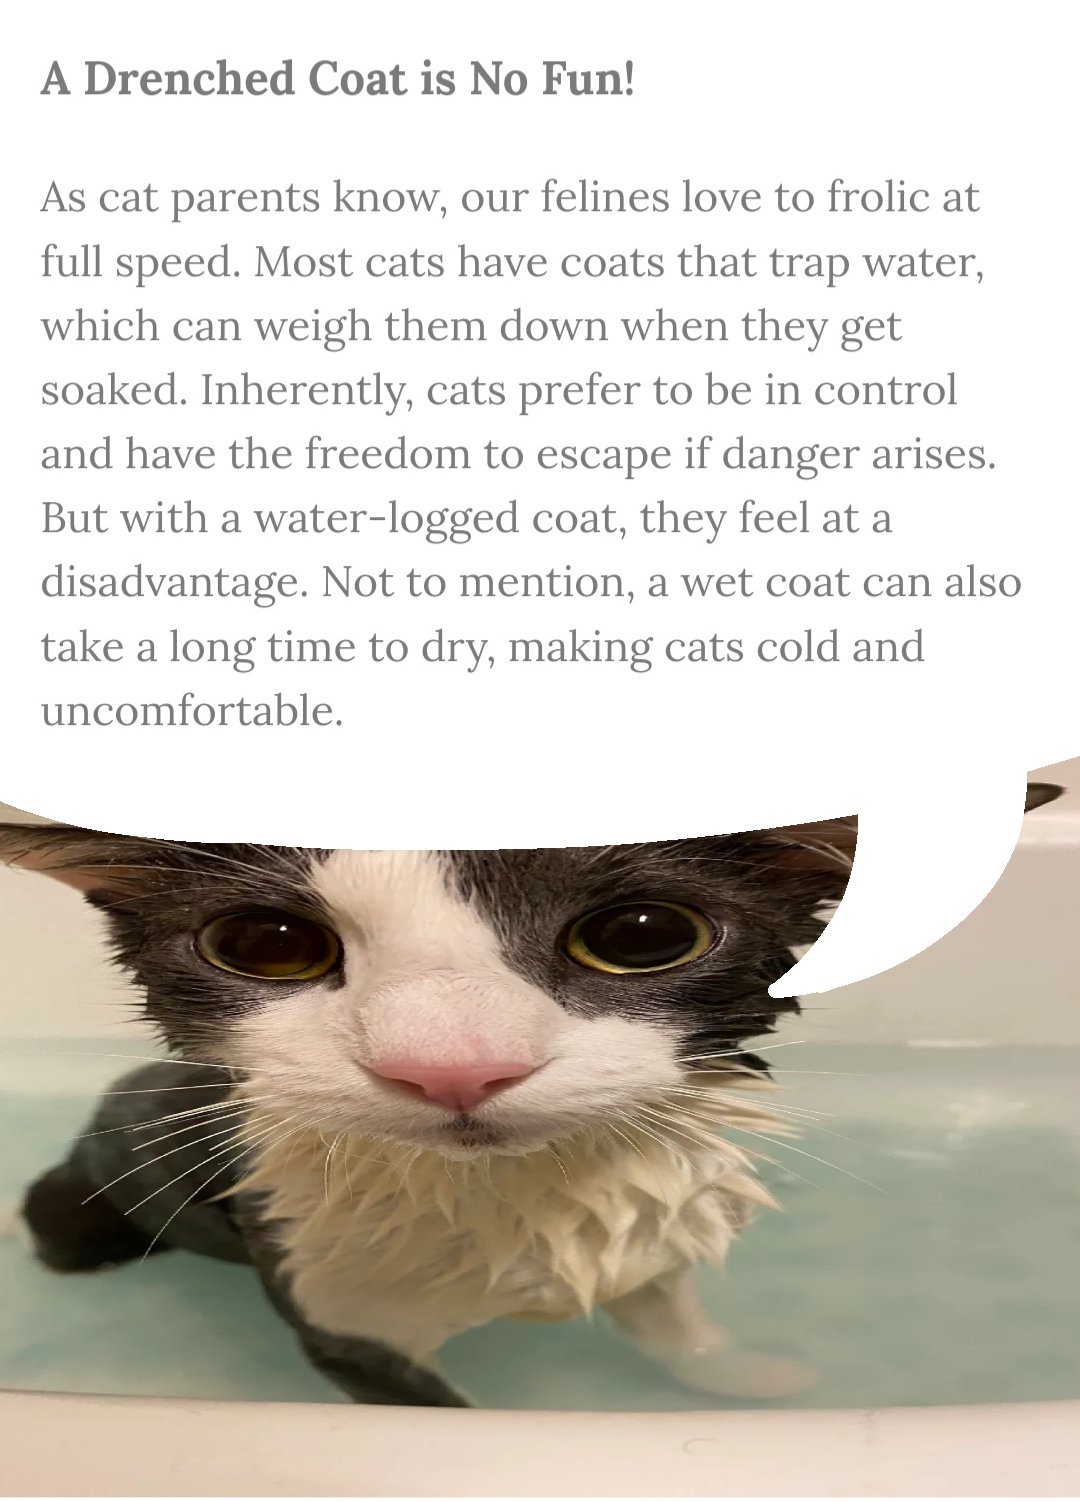 A Drenched Coat is No Fun!
As cat parents know, our felines love to frolic at
full speed. Most cats have coats that trap water,
which can weigh them down when they get
soaked. Inherently, cats prefer to be in control
and have the freedom to escape if danger arises.
But with a water-logged coat, they feel at a
disadvantage. Not to mention, a wet coat can also
take a long time to dry, making cats cold and
uncomfortable.